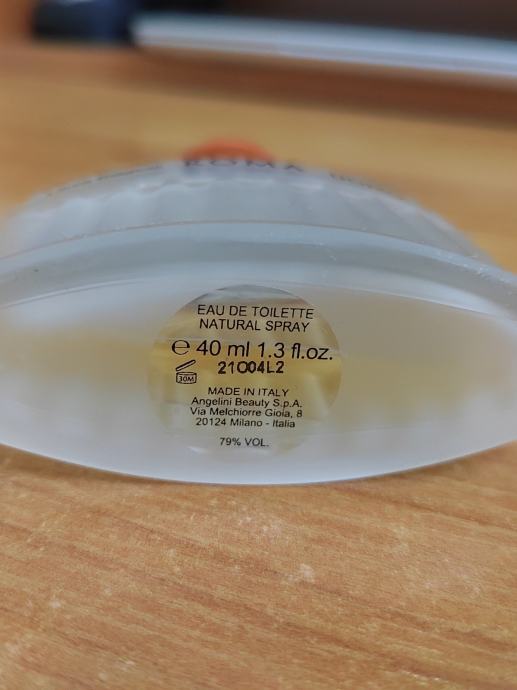 ROMA
EAU DE TOILETTE
NATURAL SPRAY
℮ 40 ml 1.3 fl.oz.
21O04L2
30M
MADE IN ITALY
Angelini Beauty S.p.A.
Via Melchiorre Gioia, 8
20124 Milano - Italia
79% VOL.